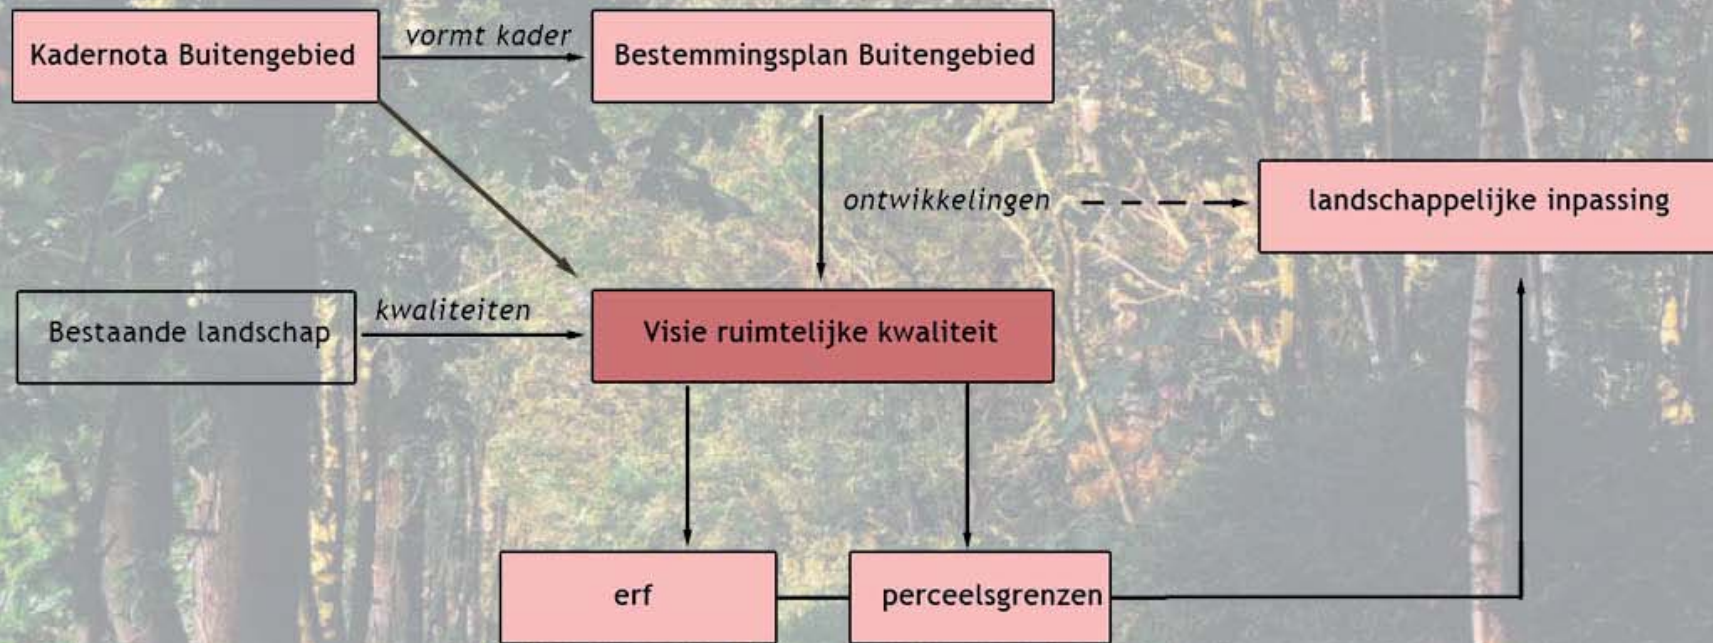 Kadernota Buitengebied
vormt kader
Bestemmingsplan Buitengebied
ontwikkelingen
landschappelijke inpassing
Bestaande landschap
kwaliteiten
Visie ruimtelijke kwaliteit
erf
perceelsgrenzen